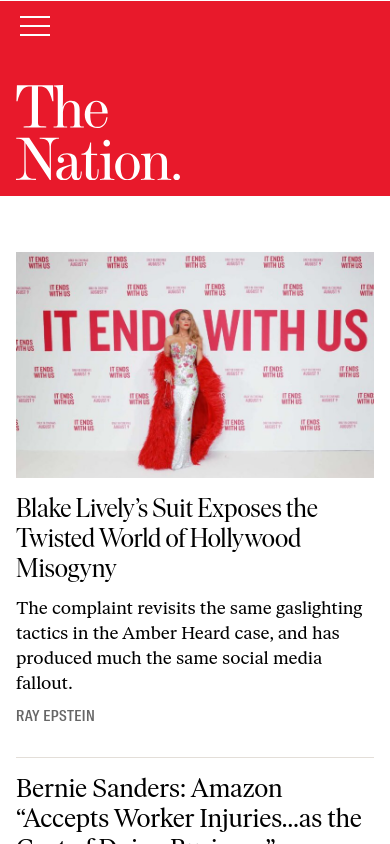 The
Nation.
IT ENDS WITH US
Blake Lively’s Suit Exposes the
Twisted World of Hollywood
Misogyny
The complaint revisits the same gaslighting
tactics in the Amber Heard case, and has
produced much the same social media
fallout.
RAY EPSTEIN
Bernie Sanders: Amazon
“Accepts Worker Injuries…as the